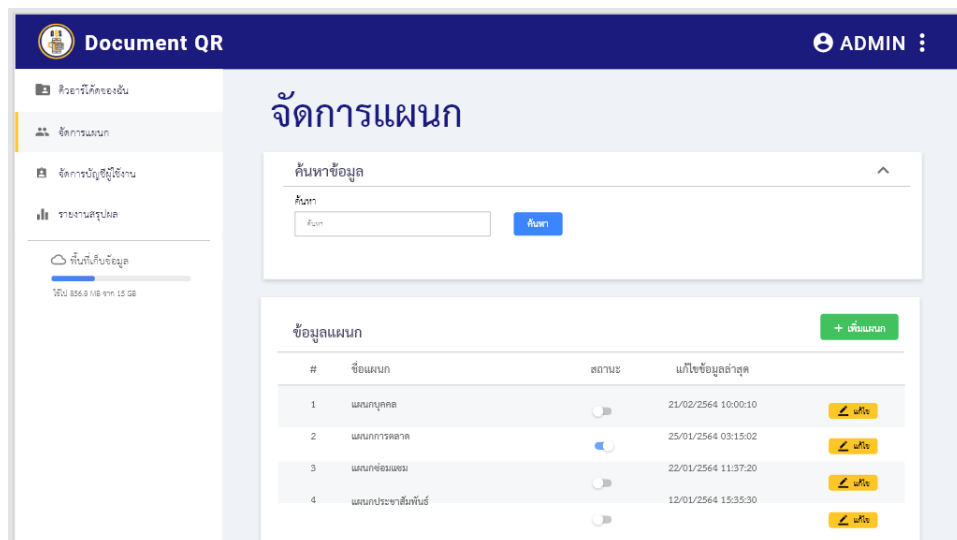 Document QR
ADMIN
คิวอาร์โค้ดของฉัน
จัดการแผนก
จัดการบัญชีผู้ใช้งาน
รายงานสรุปผล
พื้นที่เก็บข้อมูล
ใช้ไป 856.8 MB จาก 15 GB
จัดการแผนก
ค้นหาข้อมูล
ค้นหา
ค้นหา ค้นหา
ข้อมูลแผนก + เพิ่มแผนก
# ชื่อแผนก สถานะ แก้ไขข้อมูลล่าสุด
1 แผนกบุคคล 21/02/2564 10:00:10 แก้ไข
2 แผนกการตลาด 25/01/2564 03:15:02 แก้ไข
3 แผนกซ่อมแซม 22/01/2564 11:37:20 แก้ไข
4 แผนกประชาสัมพันธ์ 12/01/2564 15:35:30 แก้ไข